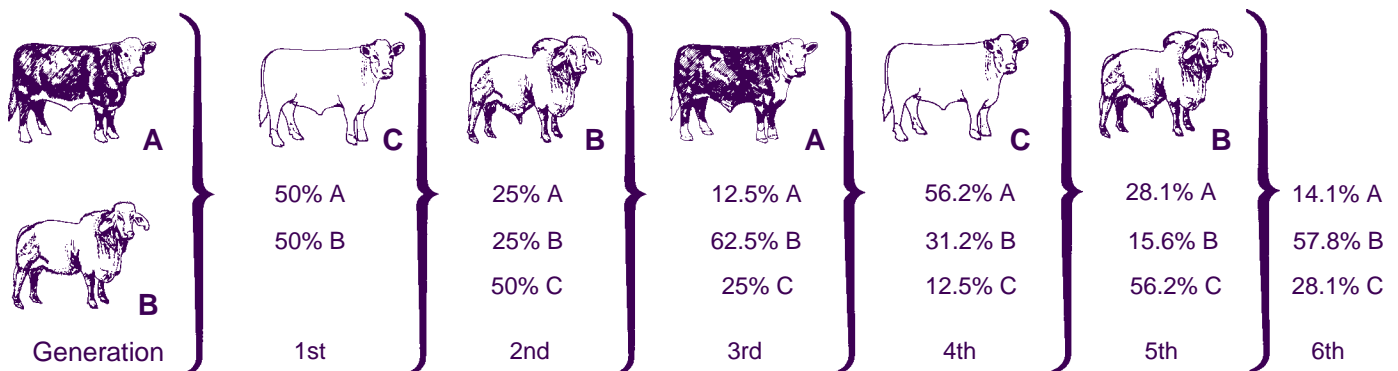 A C B A C B
50% A 25% A 12.5% A 56.2% A 28.1% A 14.1% A
50% B 25% B 62.5% B 31.2% B 15.6% B 57.8% B
50% C 25% C 12.5% C 56.2% C 28.1% C
B
Generation 1st 2nd 3rd 4th 5th 6th